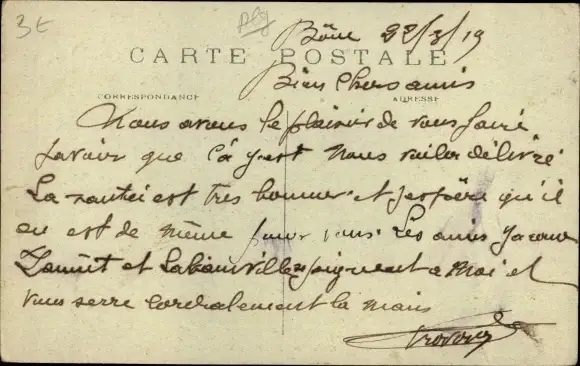 3€
Bône 22/3/19
CARTE POSTALE
Bien chers amis
CORRESPONDANCE ADRESSE
Nous avons le plaisir de vous faire
savoir que ça y est nous voila délivré
La santé est très bonne et j'espère qu'il
en est de même pour vous. Les amis
et se joignent a Moi et
vous serre cordialement la main